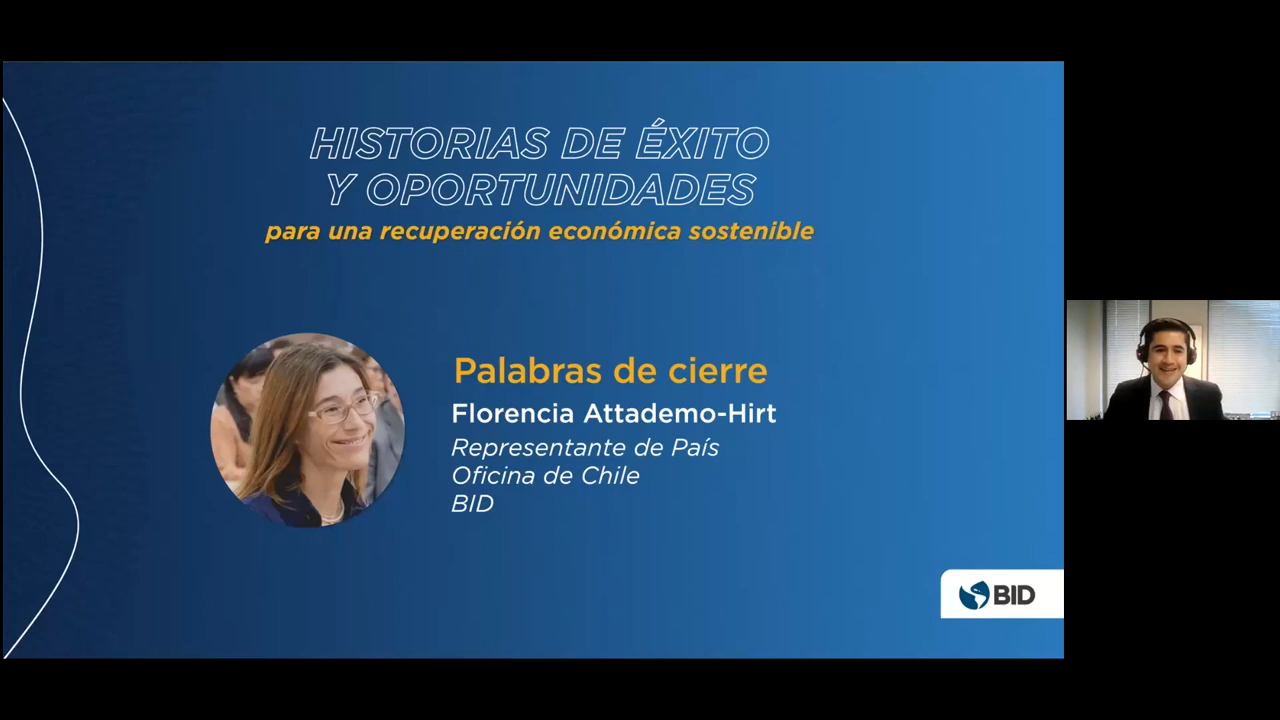 HISTORIAS DE ÉXITO
Y OPORTUNIDADES
para una recuperación económica sostenible
Palabras de cierre
Florencia Attademo-Hirt
Representante de País
Oficina de Chile
BID
BID